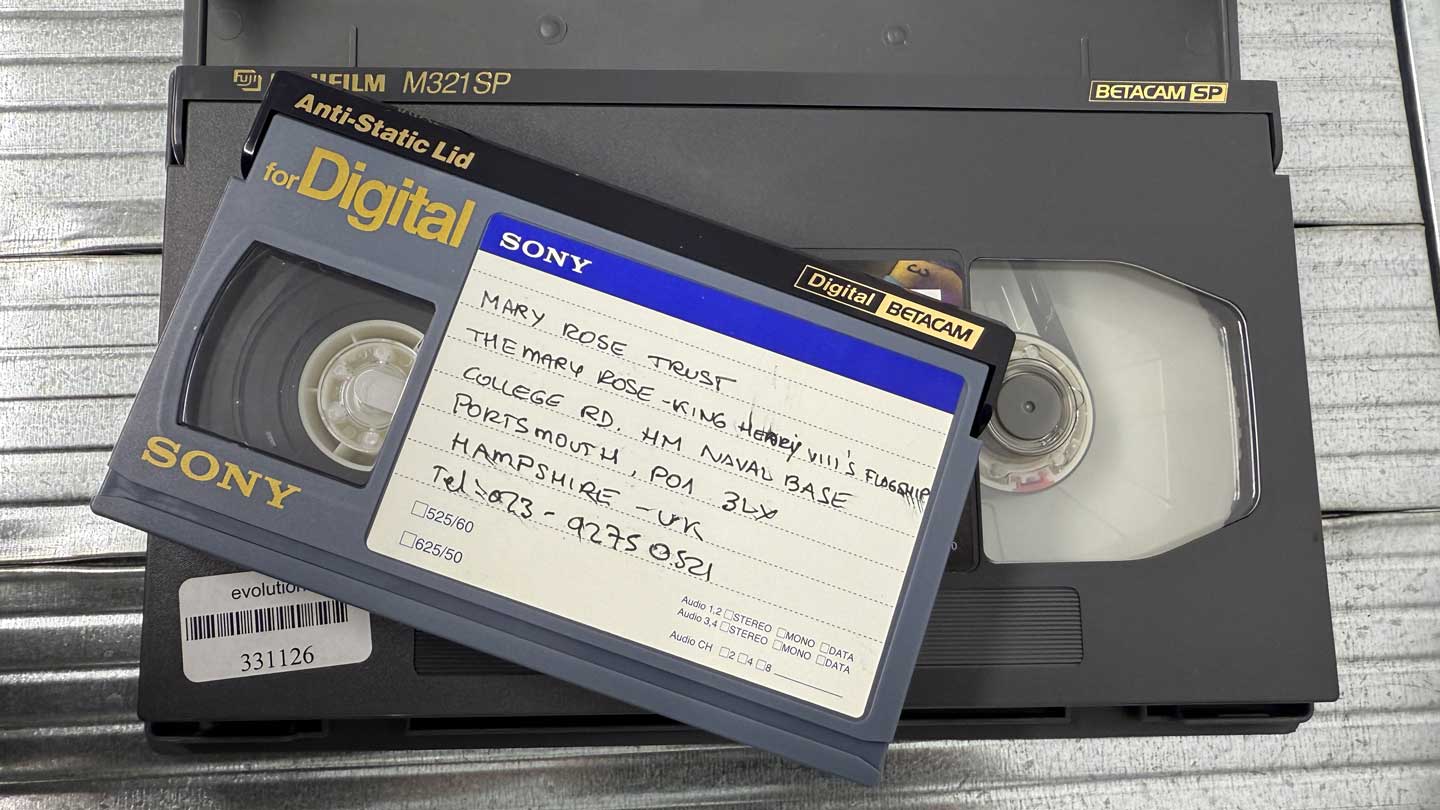 M321SP
BETACAM SP
Anti-Static Lid
for Digital
SONY
Digital BETACAM
MARY ROSE TRUST
THE MARY ROSE - KING HENRY VIII'S FLAGSHIP
COLLEGE RD. HM NAVAL BASE
PORTSMOUTH, PO1 3LX
HAMPSHIRE - UK
Tel:- 023 - 9275 0521
SONY
525/60
625/50
Audio 1,2 STEREO MONO DATA
Audio 3,4 STEREO MONO DATA
Audio CH 2 4 8
331126